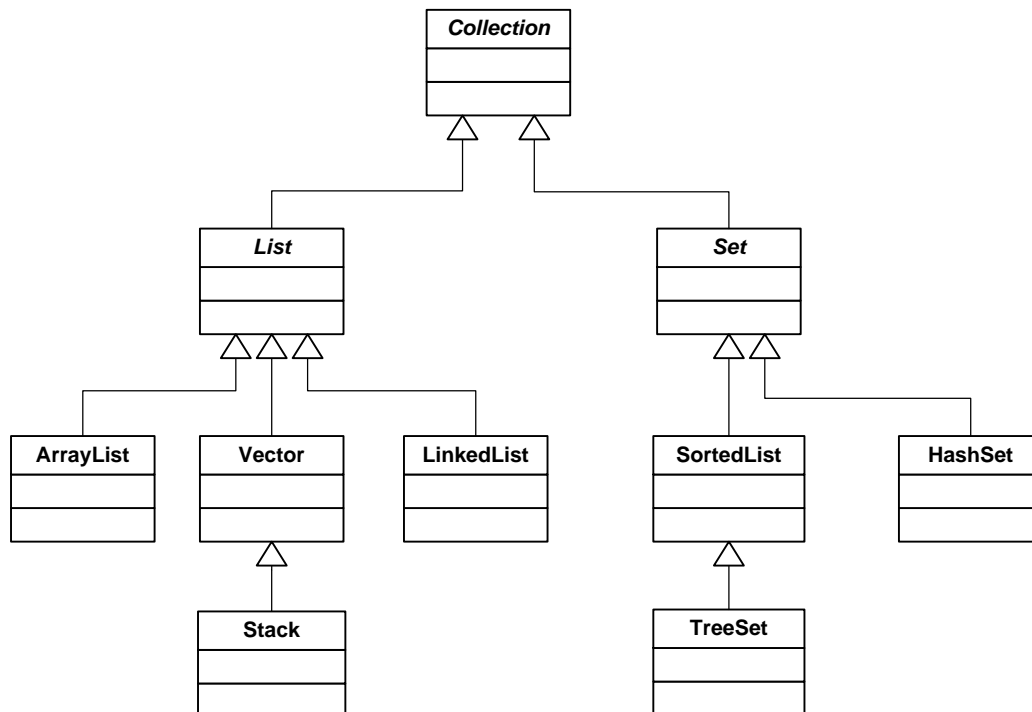 Collection
List
Set
ArrayList
Vector
LinkedList
SortedList
HashSet
Stack
TreeSet